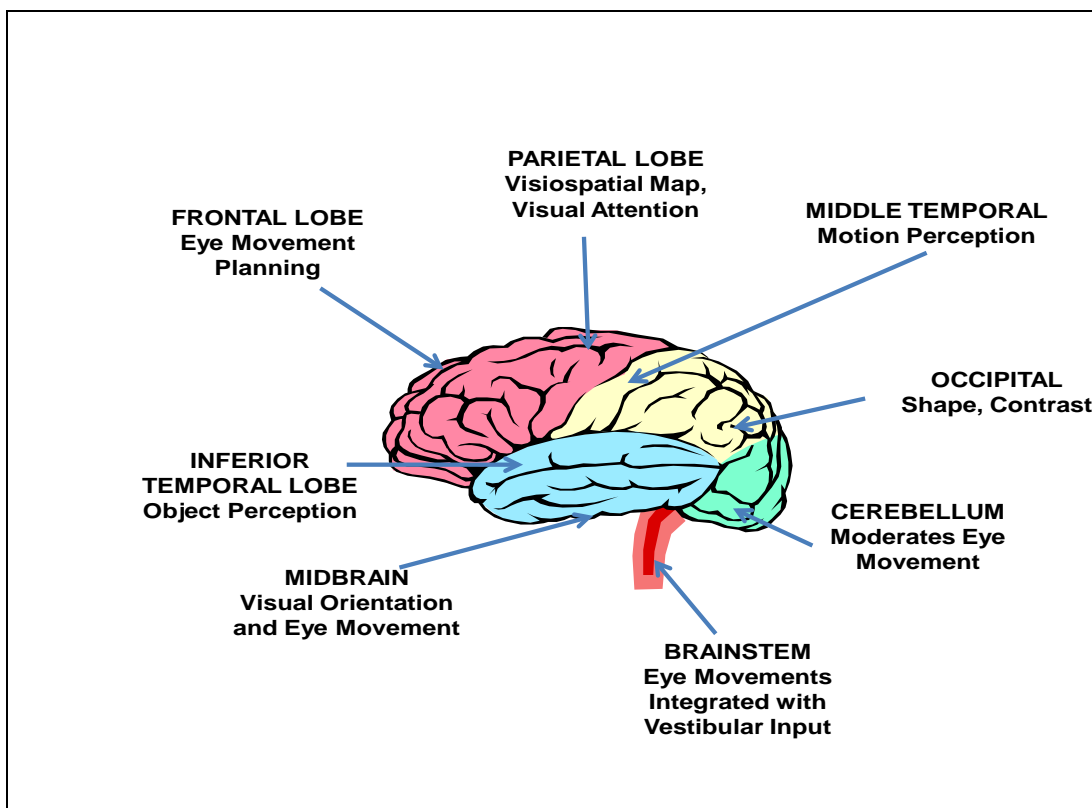 PARIETAL LOBE
Visiospatial Map,
Visual Attention
FRONTAL LOBE
Eye Movement
Planning
MIDDLE TEMPORAL
Motion Perception
OCCIPITAL
Shape, Contrast
INFERIOR
TEMPORAL LOBE
Object Perception
CEREBELLUM
Moderates Eye
Movement
MIDBRAIN
Visual Orientation
and Eye Movement
BRAINSTEM
Eye Movements
Integrated with
Vestibular Input